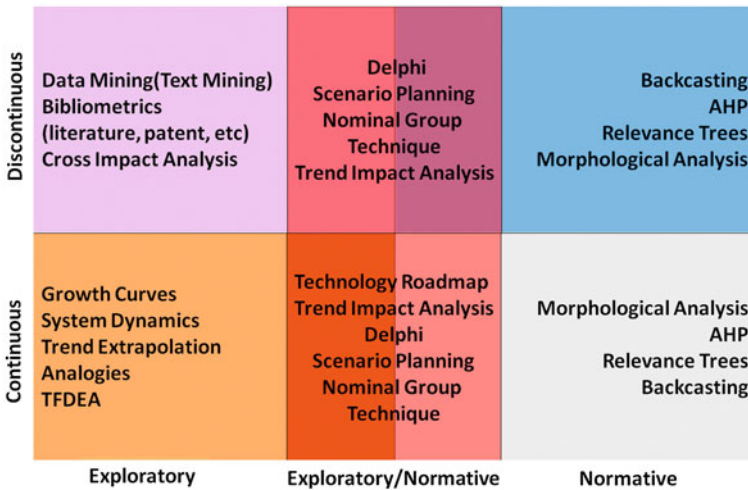 Discontinuous
Data Mining(Text Mining)
Bibliometrics
(literature, patent, etc)
Cross Impact Analysis
Delphi
Scenario Planning
Nominal Group
Technique
Trend Impact Analysis
Backcasting
AHP
Relevance Trees
Morphological Analysis
Continuous
Growth Curves
System Dynamics
Trend Extrapolation
Analogies
TFDEA
Technology Roadmap
Trend Impact Analysis
Delphi
Scenario Planning
Nominal Group
Technique
Morphological Analysis
AHP
Relevance Trees
Backcasting
Exploratory
Exploratory/Normative
Normative